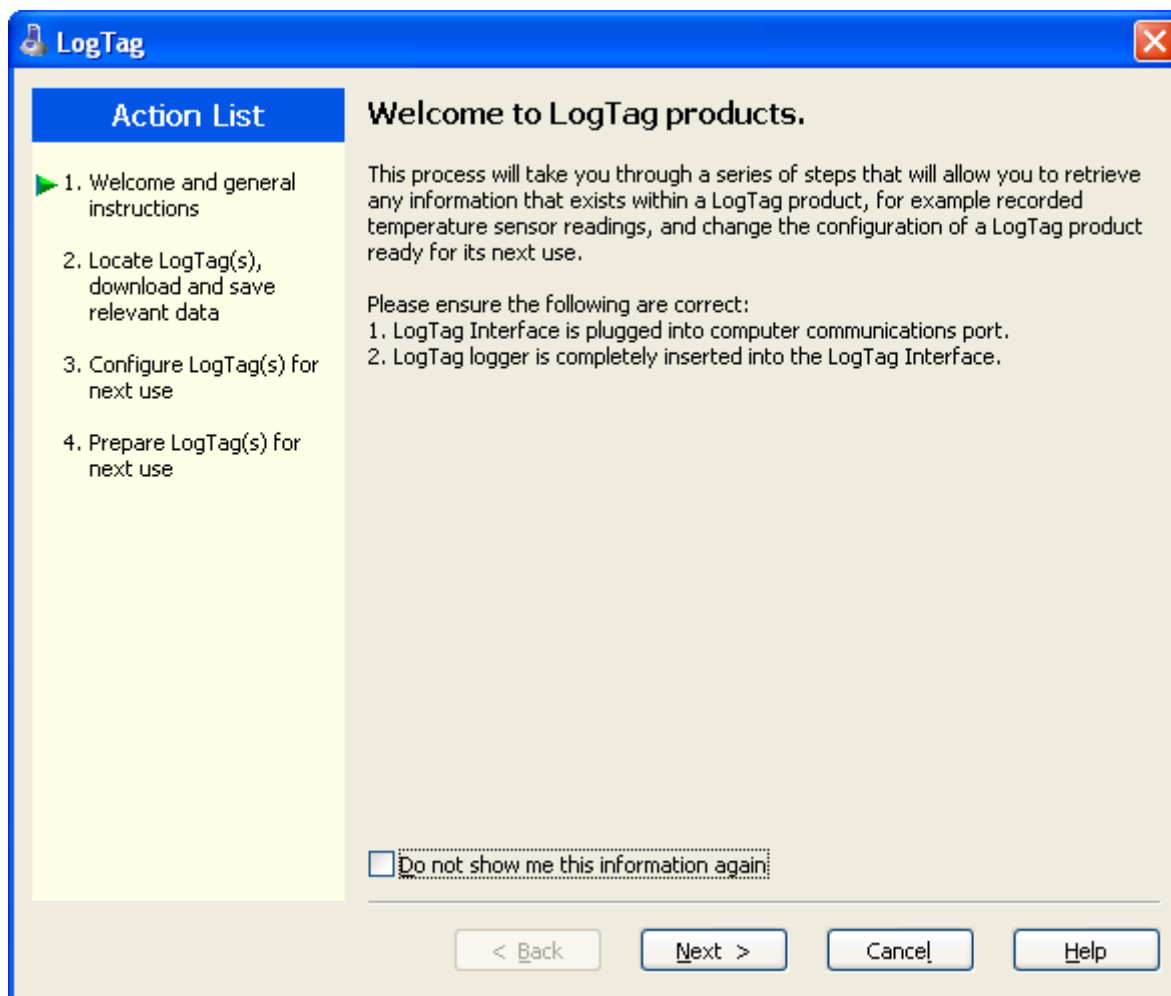 LogTag
Action List
1. Welcome and general
instructions
2. Locate LogTag(s),
download and save
relevant data
3. Configure LogTag(s) for
next use
4. Prepare LogTag(s) for
next use
Welcome to LogTag products.
This process will take you through a series of steps that will allow you to retrieve
any information that exists within a LogTag product, for example recorded
temperature sensor readings, and change the configuration of a LogTag product
ready for its next use.
Please ensure the following are correct:
1. LogTag Interface is plugged into computer communications port.
2. LogTag logger is completely inserted into the LogTag Interface.
Do not show me this information again
< Back
Next >
Cancel
Help